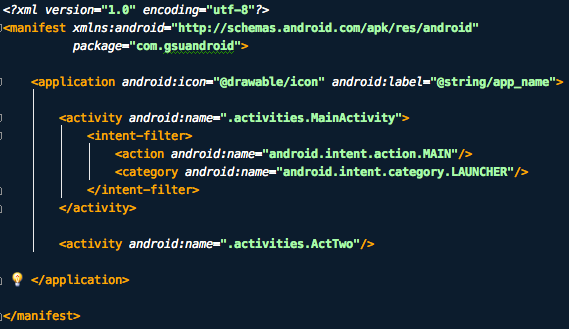 <?xml version="1.0" encoding="utf-8"?>
<manifest xmlns:android="http://schemas.android.com/apk/res/android"
package="com.gsuandroid">
<application android:icon="@drawable/icon" android:label="@string/app_name">
<activity android:name=".activities.MainActivity">
<intent-filter>
<action android:name="android.intent.action.MAIN"/>
<category android:name="android.intent.category.LAUNCHER"/>
</intent-filter>
</activity>
<activity android:name=".activities.ActTwo"/>
</application>
</manifest>